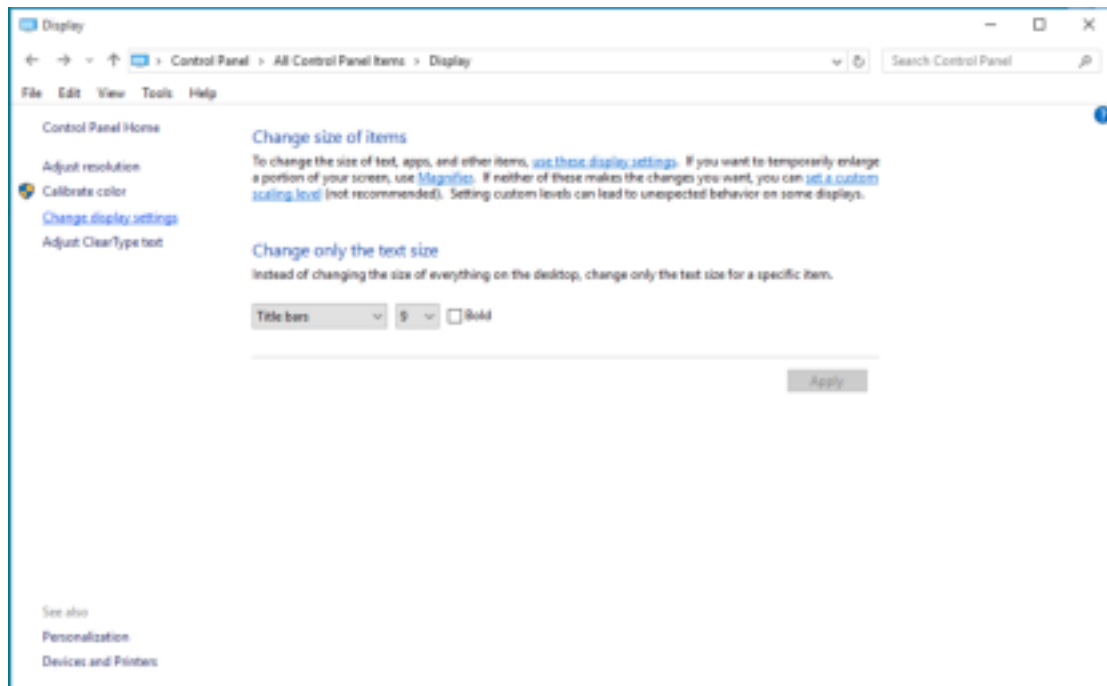 Display
Control Panel > All Control Panel Items > Display
Search Control Panel
File Edit View Tools Help
Control Panel Home
Adjust resolution
Calibrate color
Change display settings
Adjust ClearType text
Change size of items
To change the size of text, apps, and other items, use these display settings. If you want to temporarily enlarge
a portion of your screen, use Magnifier. If neither of these makes the changes you want, you can set a custom
scaling level (not recommended). Setting custom levels can lead to unexpected behavior on some displays.
Change only the text size
Instead of changing the size of everything on the desktop, change only the text size for a specific item.
Title bars 9 Bold
Apply
See also
Personalization
Devices and Printers